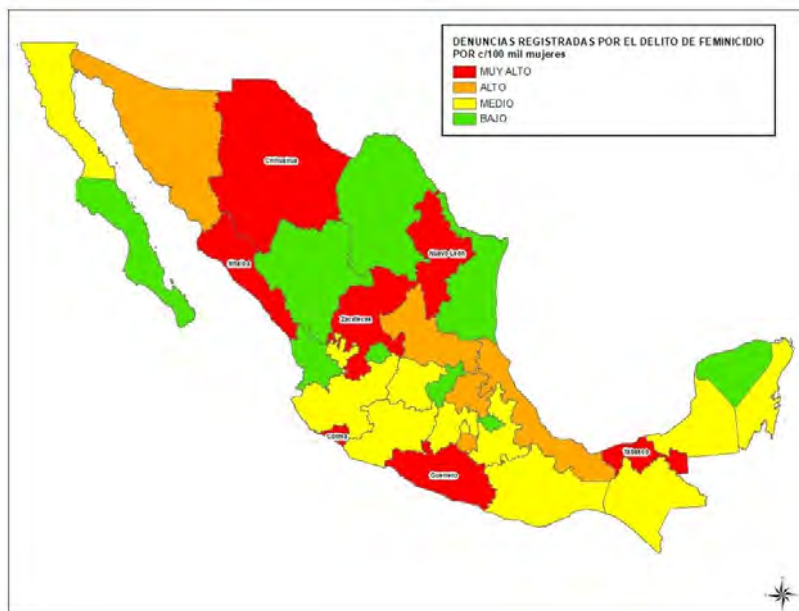 DENUNCIAS REGISTRADAS POR EL DELITO DE FEMINICIDIO
POR c/100 mil mujeres
MUY ALTO
ALTO
MEDIO
BAJO
Chihuahua
Nuevo León
Sinaloa
Zacatecas
Colima
Tabasco
Guerrero